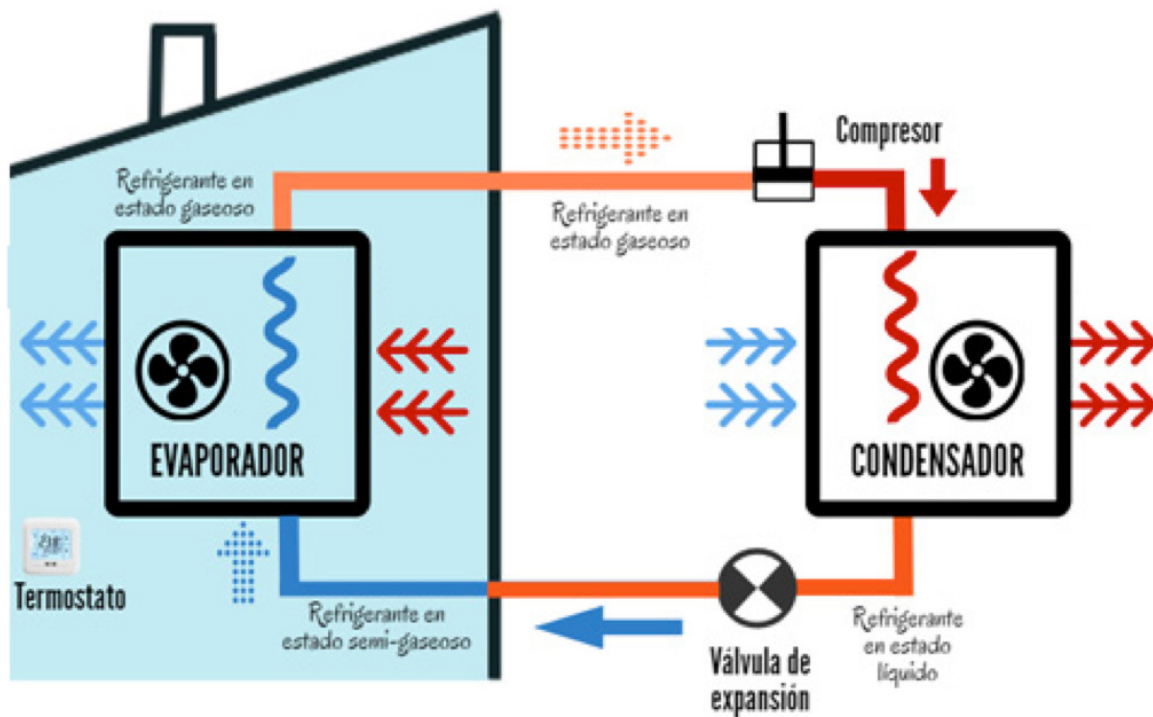 Compresor
Refrigerante en
estado gaseoso
Refrigerante en
estado gaseoso
EVAPORADOR
CONDENSADOR
Termostato
Refrigerante en
estado semi-gaseoso
Válvula de
expansión
Refrigerante
en estado
líquido